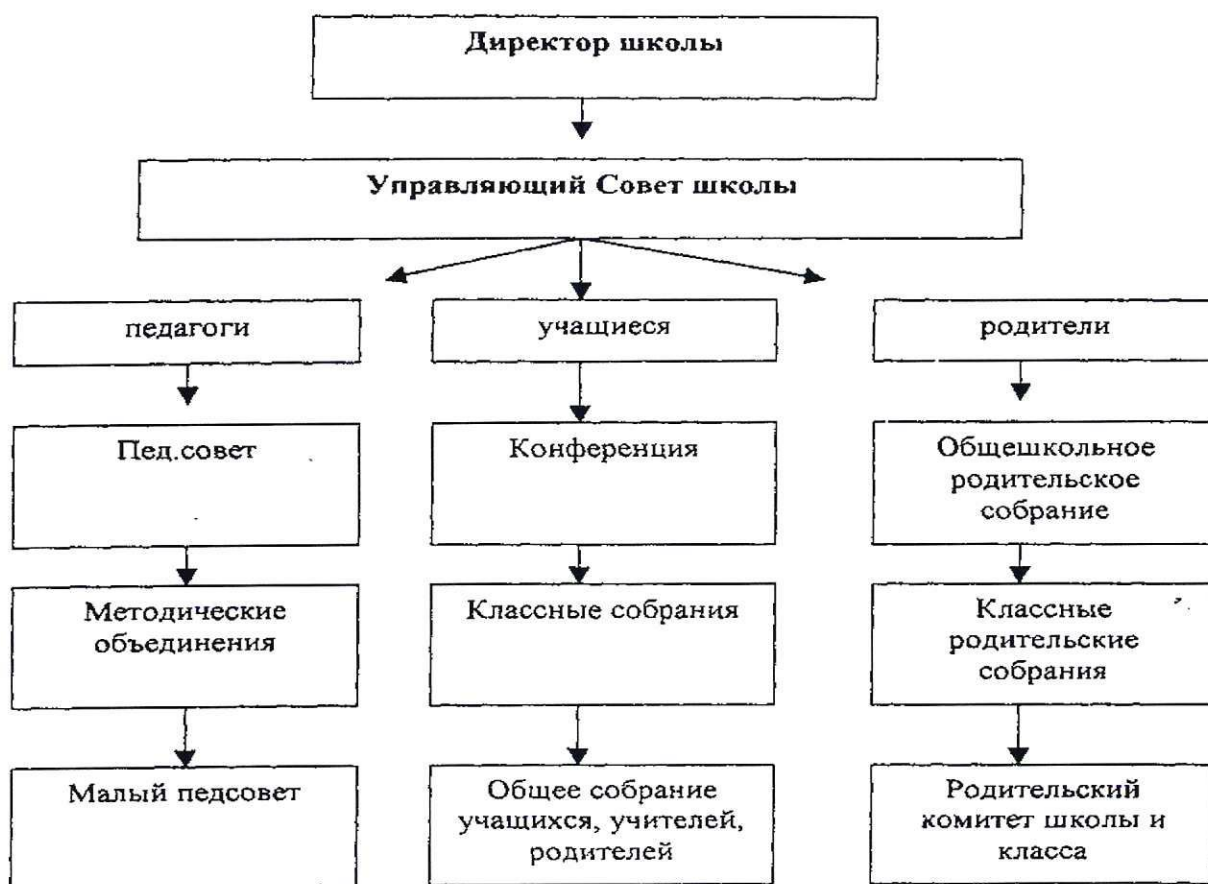 Директор школы
Управляющий Совет школы
педагоги
учащиеся
родители
Пед.совет
Конференция
Общешкольное
родительское
собрание
Методические
объединения
Классные собрания
Классные
родительские
собрания
Малый педсовет
Общее собрание
учащихся, учителей,
родителей
Родительский
комитет школы и
класса